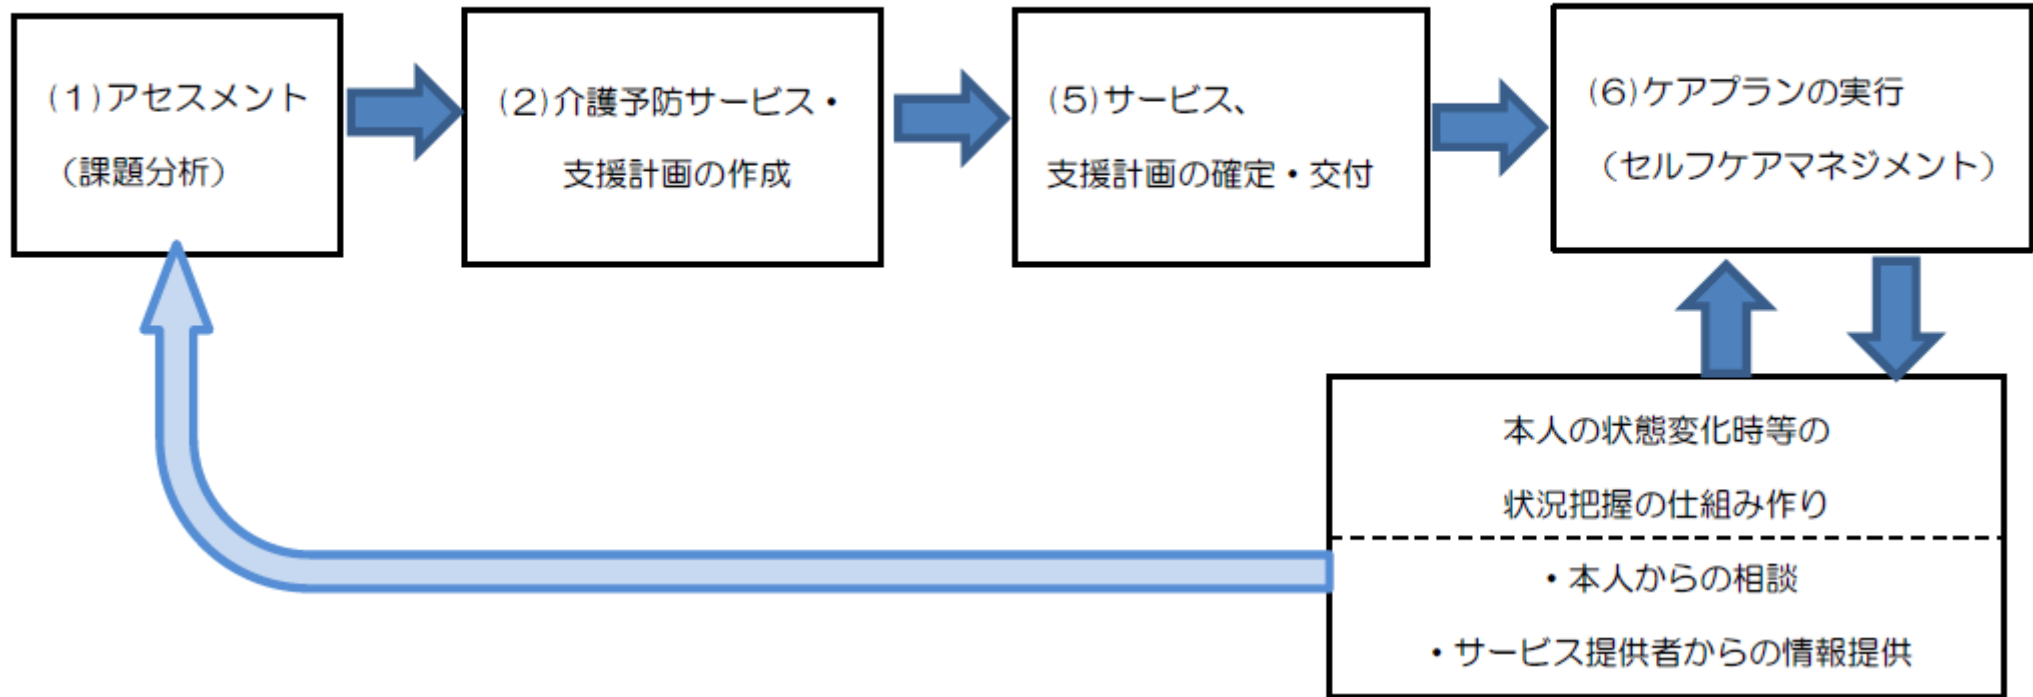 (1)アセスメント
（課題分析）
(2)介護予防サービス・
支援計画の作成
(5)サービス、
支援計画の確定・交付
(6)ケアプランの実行
（セルフケアマネジメント）
本人の状態変化時等の
状況把握の仕組み作り
・本人からの相談
・サービス提供者からの情報提供